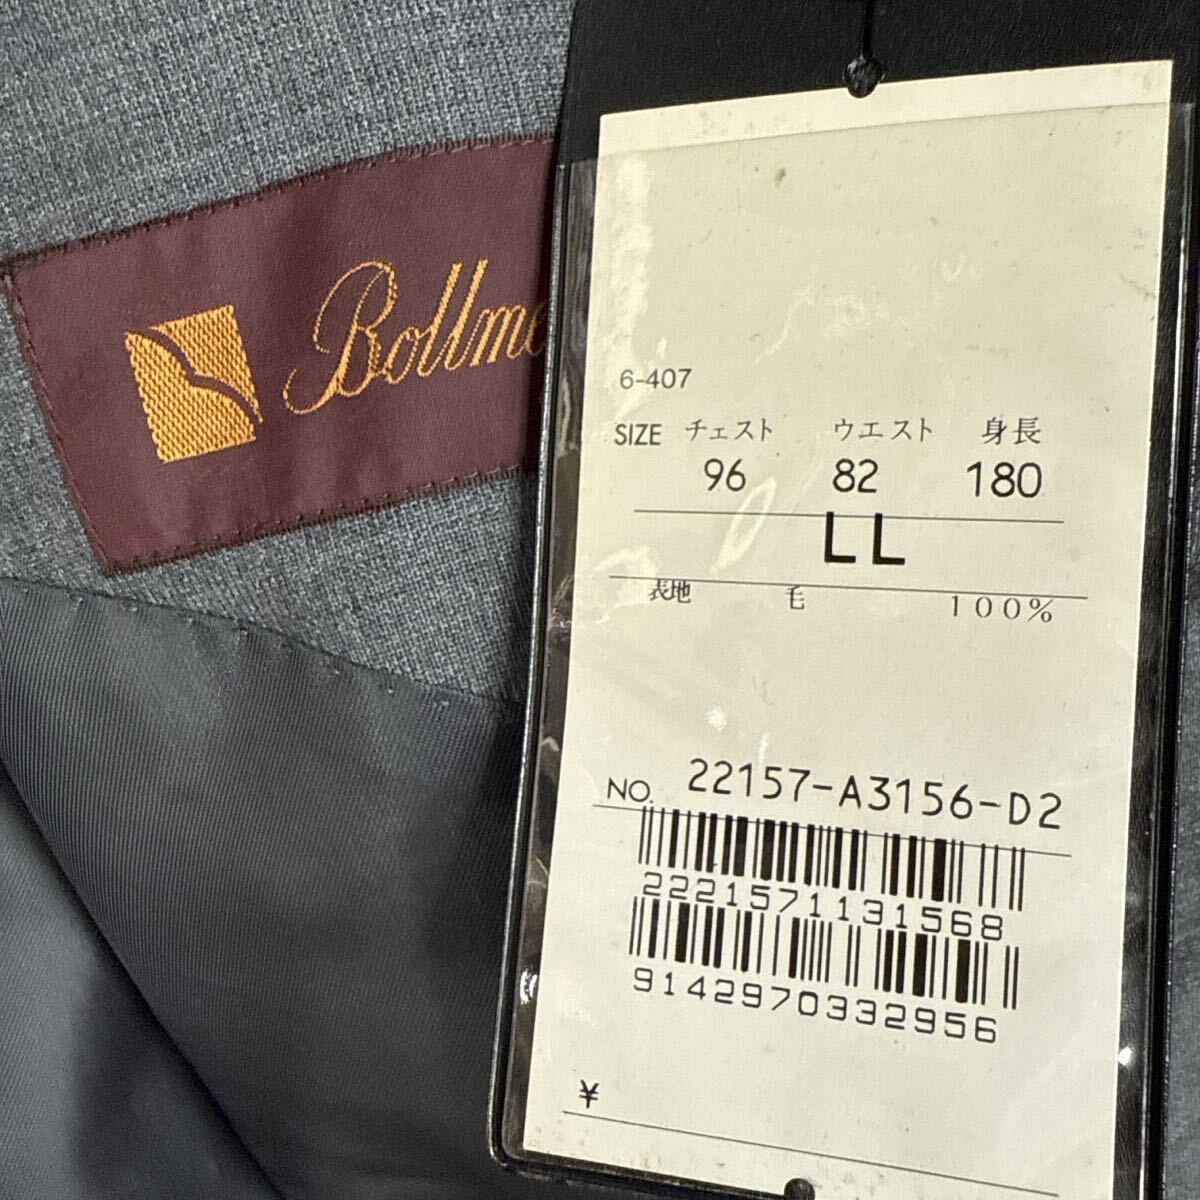 Bollme
6-407
SIZE チェスト ウエスト 身長
96 82 180
LL
表地 毛 100%
NO. 22157-A3156-D2
2221571131568
9142970332956
¥